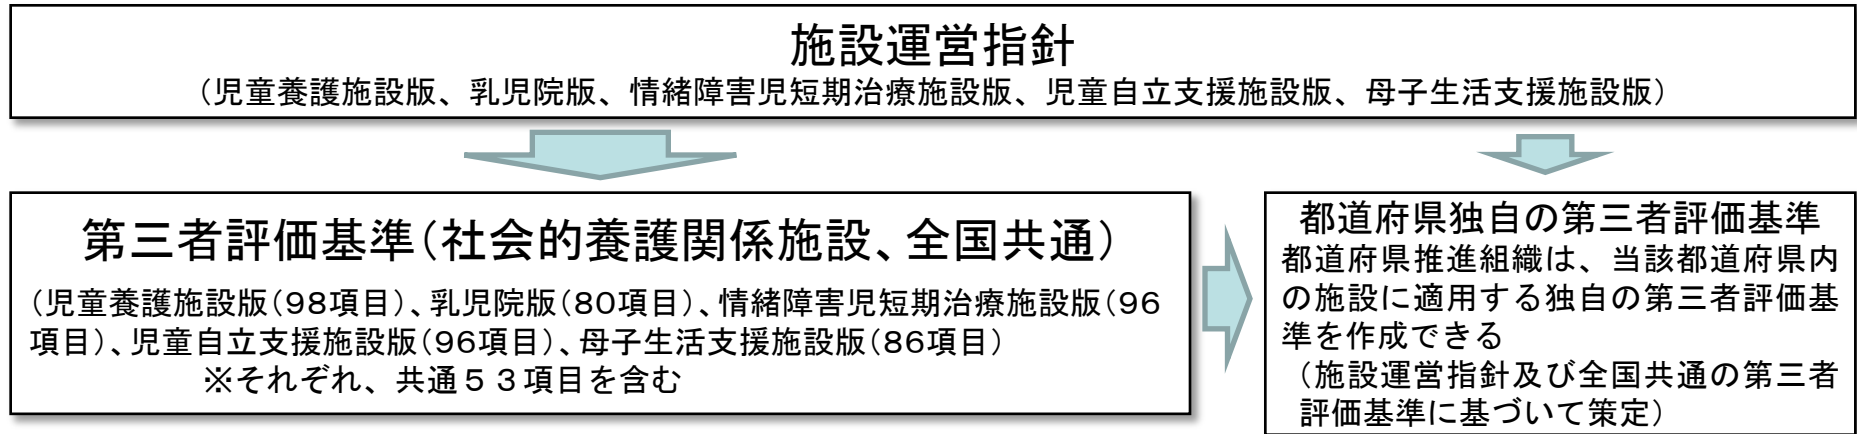 施設運営指針
（児童養護施設版、乳児院版、情緒障害児短期治療施設版、児童自立支援施設版、母子生活支援施設版）
第三者評価基準（社会的養護関係施設、全国共通）
（児童養護施設版（９８項目）、乳児院版（８０項目）、情緒障害児短期治療施設版（９６
項目）、児童自立支援施設版（９６項目）、母子生活支援施設版（８６項目）
※それぞれ、共通５３項目を含む
都道府県独自の第三者評価基準
都道府県推進組織は、当該都道府県内
の施設に適用する独自の第三者評価基
準を作成できる
（施設運営指針及び全国共通の第三者
評価基準に基づいて策定）